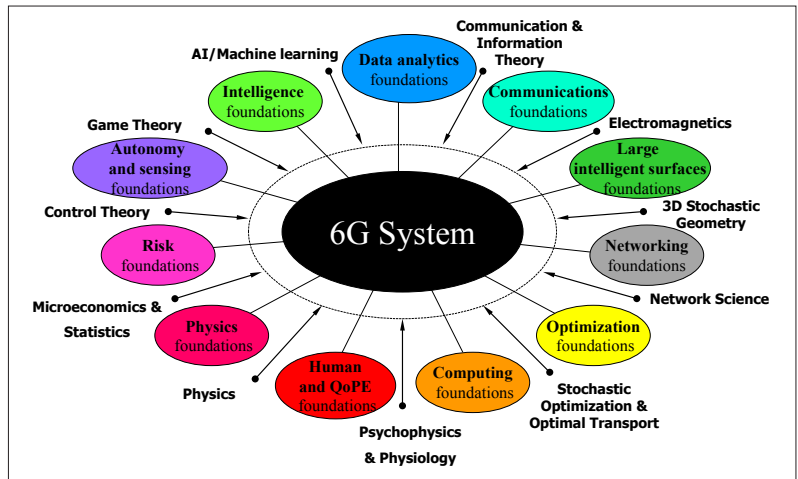 Communication &
Information
Theory
AI/Machine learning
Data analytics
foundations
Intelligence
foundations
Communications
foundations
Game Theory
Electromagnetics
Autonomy
and sensing
foundations
Large
intelligent surfaces
foundations
Control Theory
3D Stochastic
Geometry
6G System
Risk
foundations
Networking
foundations
Microeconomics &
Statistics
Network Science
Physics
foundations
Optimization
foundations
Human
and QoPE
foundations
Computing
foundations
Physics
Stochastic
Optimization &
Optimal Transport
Psychophysics
& Physiology